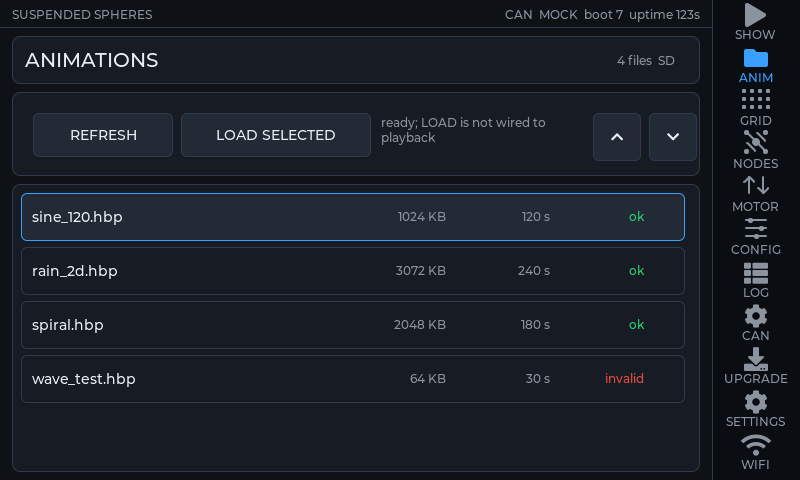 SUSPENDED SPHERES
CAN MOCK boot 7 uptime 123s
ANIMATIONS
4 files SD
REFRESH
LOAD SELECTED
ready; LOAD is not wired to
playback
sine_120.hbp 1024 KB 120 s ok
rain_2d.hbp 3072 KB 240 s ok
spiral.hbp 2048 KB 180 s ok
wave_test.hbp 64 KB 30 s invalid
SHOW
ANIM
GRID
NODES
MOTOR
CONFIG
LOG
CAN
UPGRADE
SETTINGS
WIFI